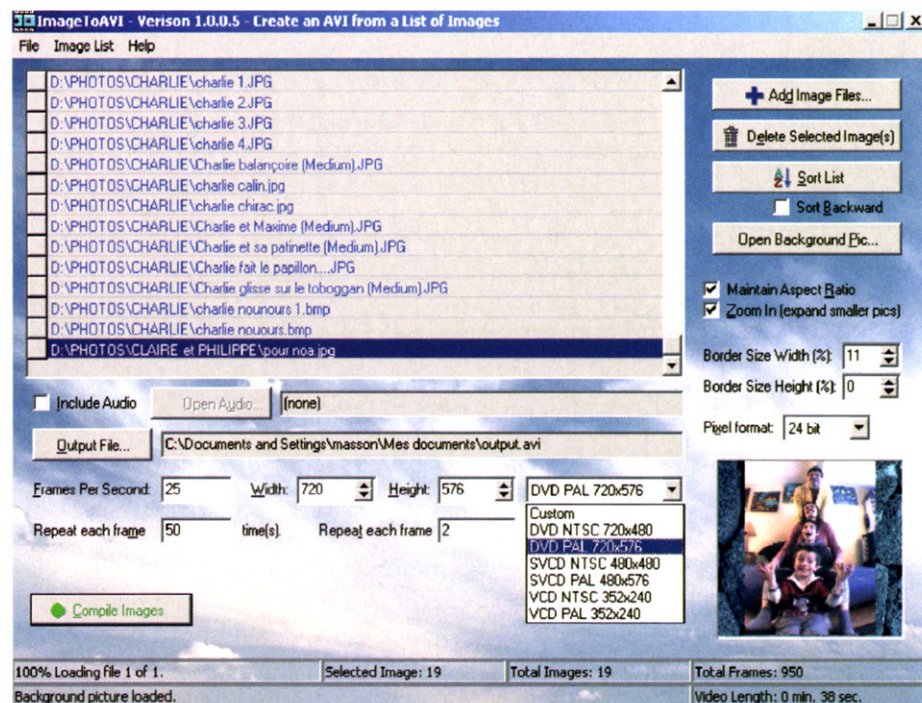 ImageToAVI - Verison 1.0.0.5 - Create an AVI from a List of Images
File Image List Help
D:\PHOTOS\CHARLIE\charlie 1.JPG
D:\PHOTOS\CHARLIE\charlie 2.JPG
D:\PHOTOS\CHARLIE\charlie 3.JPG
D:\PHOTOS\CHARLIE\charlie 4.JPG
D:\PHOTOS\CHARLIE\Charlie balançoire (Medium).JPG
D:\PHOTOS\CHARLIE\charlie calin.jpg
D:\PHOTOS\CHARLIE\charlie chirac.jpg
D:\PHOTOS\CHARLIE\Charlie et Maxime (Medium).JPG
D:\PHOTOS\CHARLIE\Charlie et sa patinette (Medium).JPG
D:\PHOTOS\CHARLIE\Charlie fait le papillon....JPG
D:\PHOTOS\CHARLIE\Charlie glisse sur le toboggan (Medium).JPG
D:\PHOTOS\CHARLIE\charlie nounours 1.bmp
D:\PHOTOS\CHARLIE\charlie nouours.bmp
D:\PHOTOS\CLAIRE et PHILIPPE\pour noa.jpg
Add Image Files...
Delete Selected Image(s)
Sort List
Sort Backward
Open Background Pic...
Maintain Aspect Ratio
Zoom In (expand smaller pics)
Border Size Width (%): 11
Border Size Height (%): 0
Pixel format: 24 bit
Include Audio Open Audio... (none)
Output File... C:\Documents and Settings\masson\Mes documents\output.avi
Frames Per Second: 25 Width: 720 Height: 576 DVD PAL 720x576
Repeat each frame 50 time(s). Repeat each frame 2
Custom
DVD NTSC 720x480
DVD PAL 720x576
SVCD NTSC 480x480
SVCD PAL 480x576
VCD NTSC 352x240
VCD PAL 352x240
Compile Images
100% Loading file 1 of 1. Selected Image: 19 Total Images: 19 Total Frames: 950
Background picture loaded. Video Length: 0 min. 38 sec.